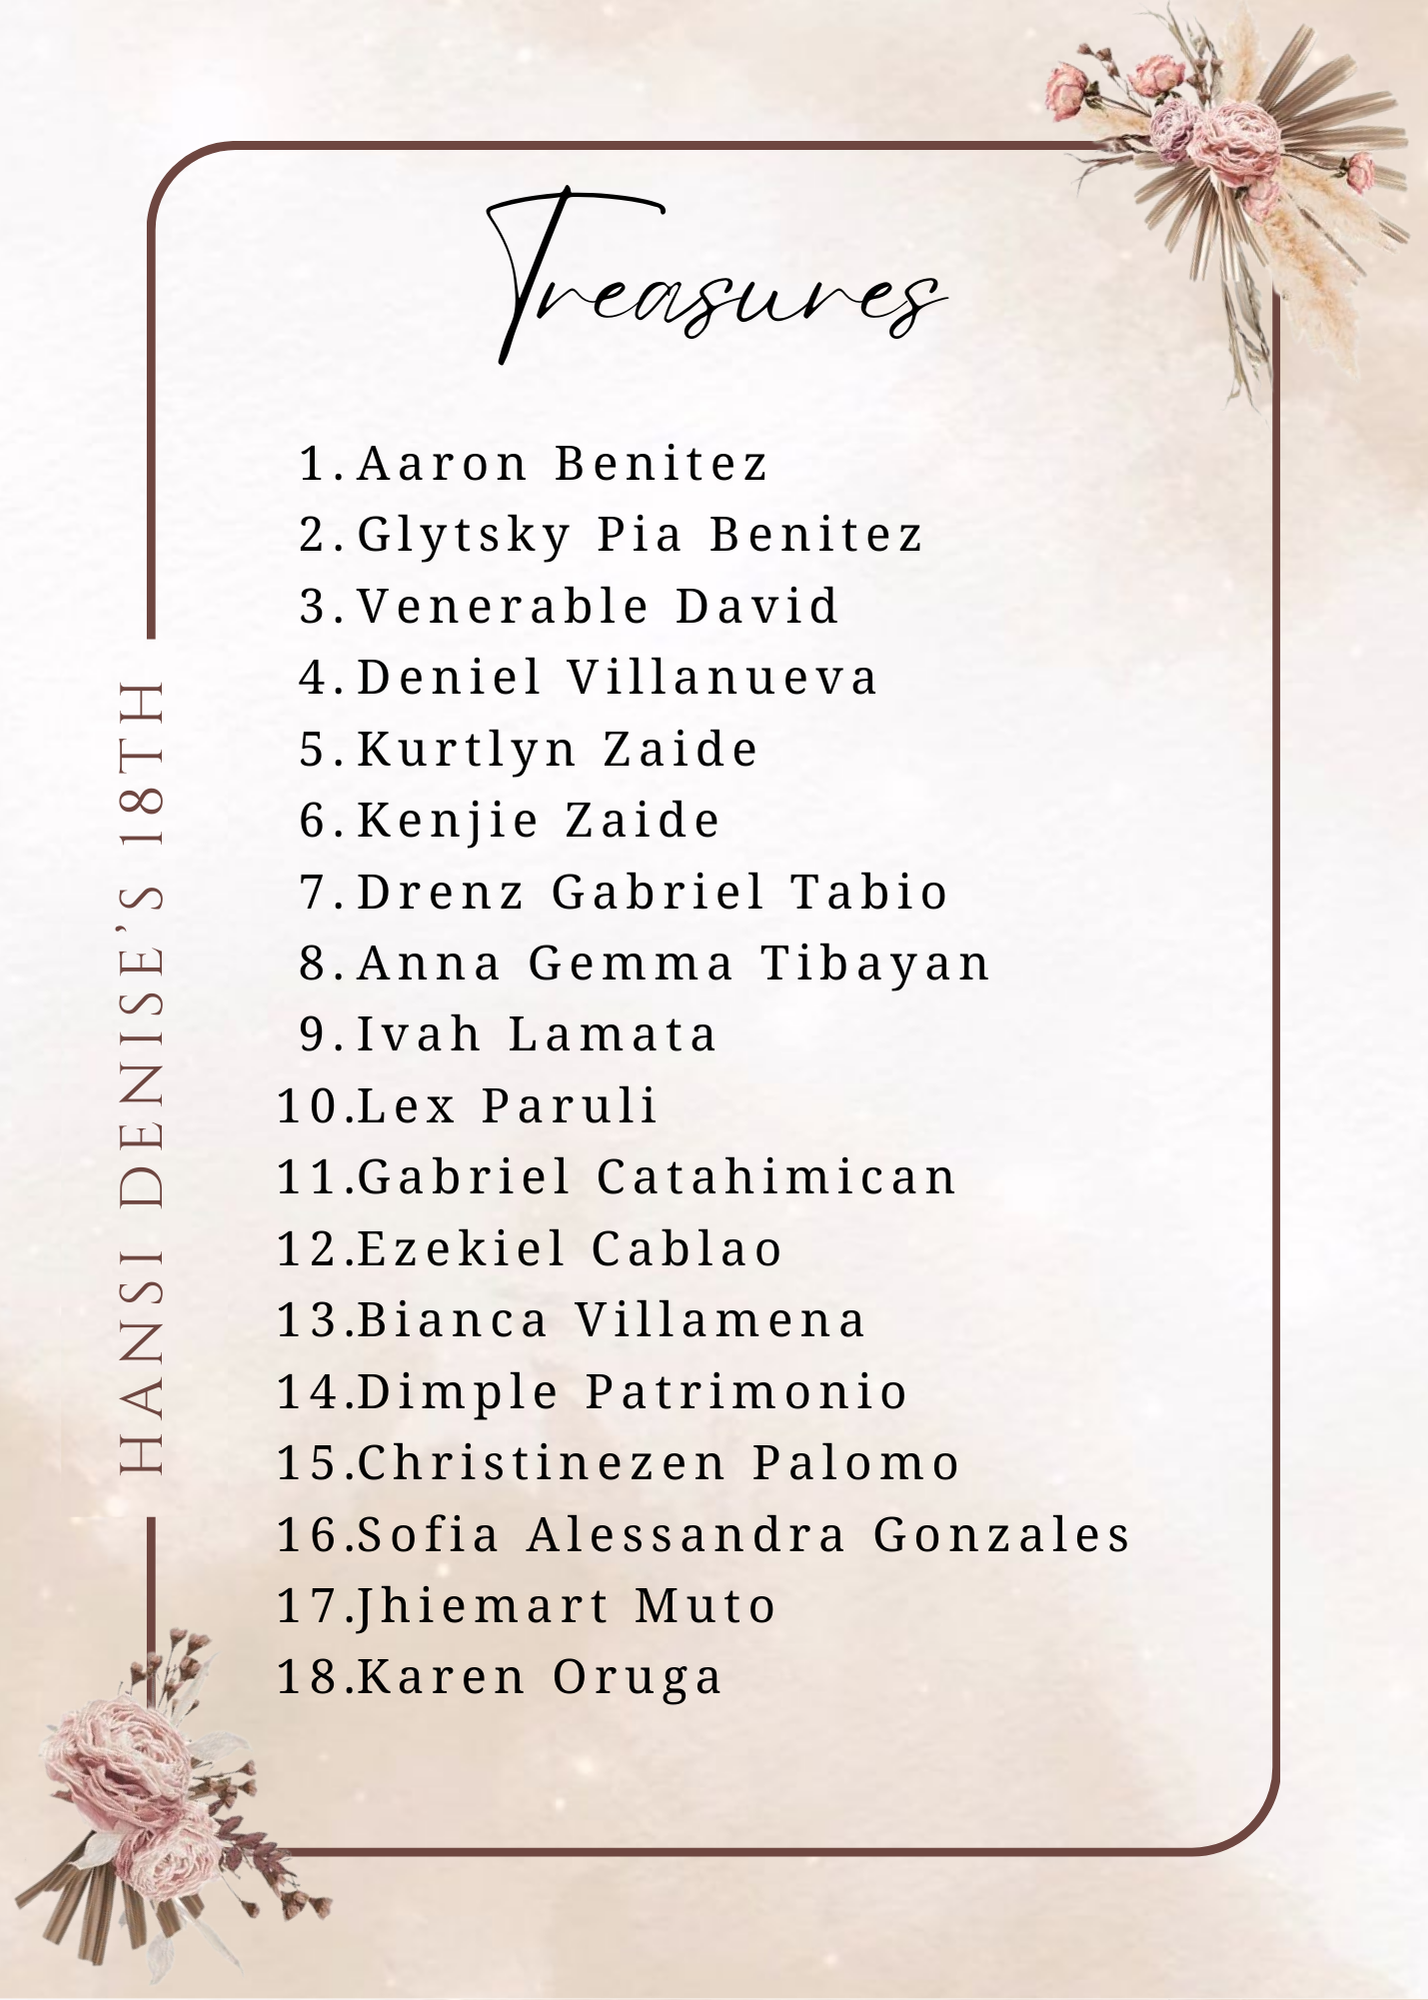 Treasures
1. Aaron Benitez
2. Glytsky Pia Benitez
3. Venerable David
4. Deniel Villanueva
5. Kurtlyn Zaide
6. Kenjie Zaide
7. Drenz Gabriel Tabio
8. Anna Gemma Tibayan
9. Ivah Lamata
10. Lex Paruli
11. Gabriel Catahimican
12. Ezekiel Cablao
13. Bianca Villamena
14. Dimple Patrimonio
15. Christinezen Palomo
16. Sofia Alessandra Gonzales
17. Jhiemart Muto
18. Karen Oruga
HANSI DENISE'S 18TH